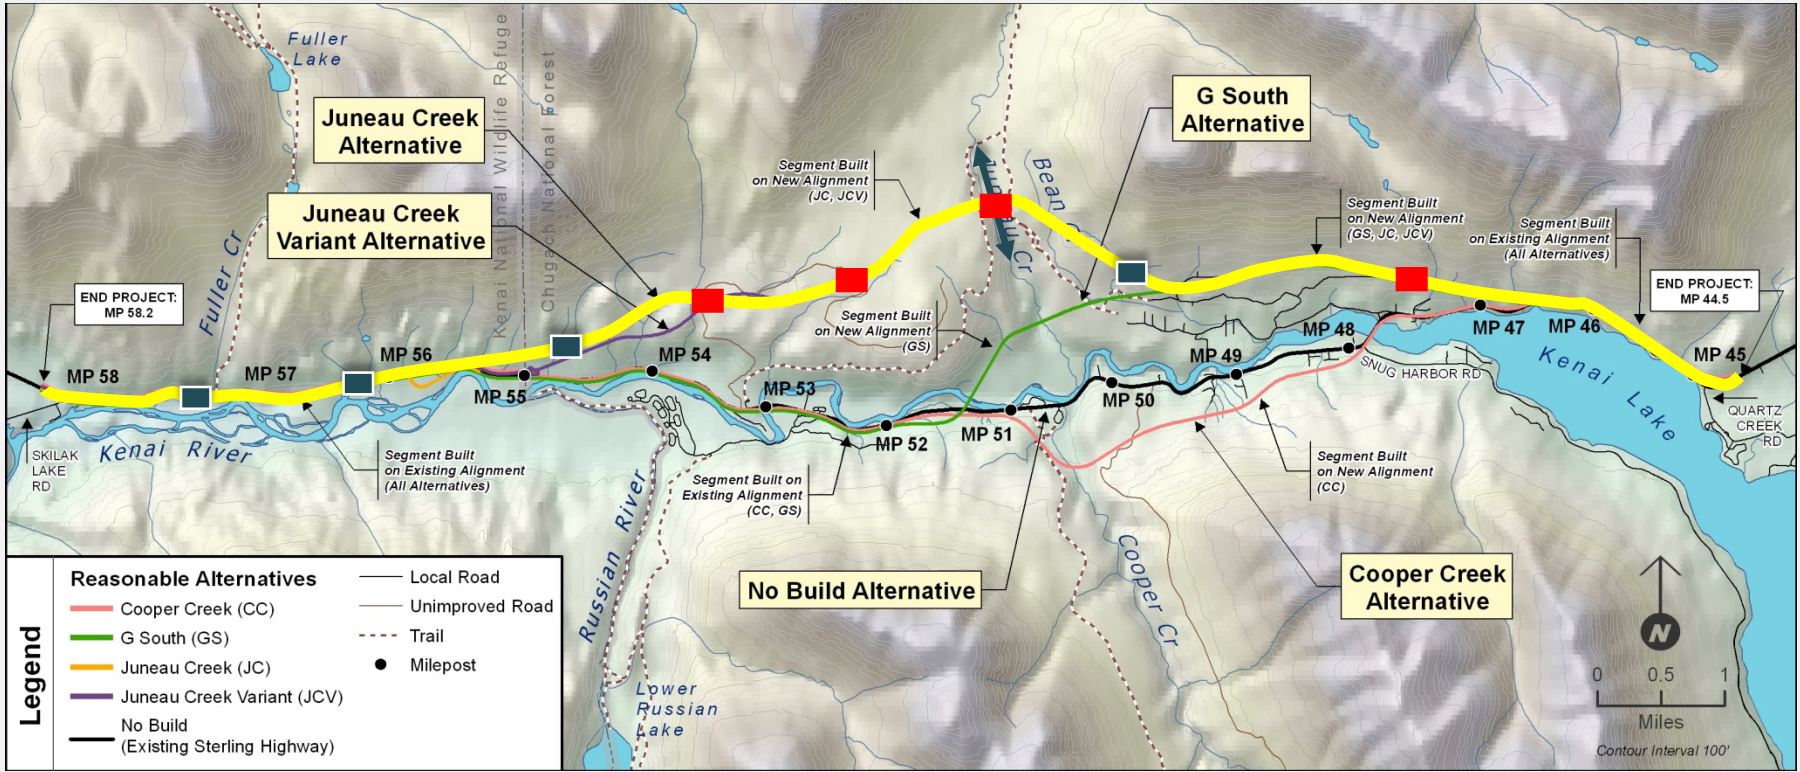 Fuller
Lake
Kenai National Wildlife Refuge
Chugach National Forest
Juneau Creek
Alternative
Juneau Creek
Variant Alternative
G South
Alternative
Segment Built
on New Alignment
(JC, JCV)
Bean Cr
Juneau Cr
Segment Built
on New Alignment
(GS, JC, JCV)
Segment Built
on Existing Alignment
(All Alternatives)
END PROJECT:
MP 58.2
Fuller Cr
END PROJECT:
MP 44.5
Segment Built
on New Alignment
(GS)
MP 58
MP 57
MP 56
MP 55
MP 54
MP 53
MP 52
MP 51
MP 50
MP 49
MP 48
MP 47
MP 46
MP 45
SNUG HARBOR RD
Kenai Lake
QUARTZ
CREEK
RD
SKILAK
LAKE
RD
Kenai River
Segment Built
on Existing Alignment
(All Alternatives)
Segment Built on
Existing Alignment
(CC, GS)
Segment Built
on New Alignment
(CC)
Russian River
Cooper Cr
No Build Alternative
Cooper Creek
Alternative
Lower
Russian
Lake
Legend
Reasonable Alternatives
Cooper Creek (CC)
G South (GS)
Juneau Creek (JC)
Juneau Creek Variant (JCV)
No Build
(Existing Sterling Highway)
Local Road
Unimproved Road
Trail
Milepost
N
0 0.5 1
Miles
Contour Interval 100'